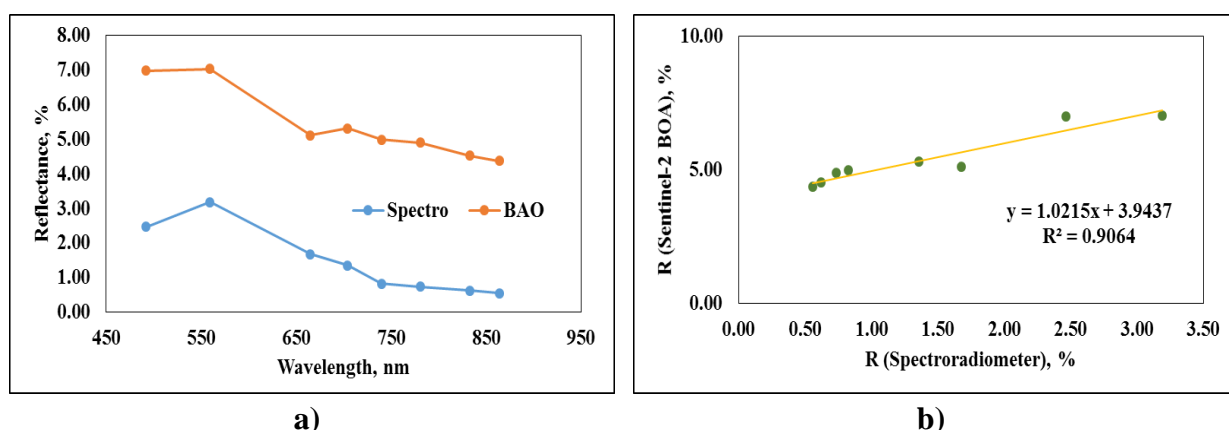 8.00
7.00
6.00
5.00
4.00
3.00
2.00
1.00
0.00
Reflectance, %
Spectro BAO
450 550 650 750 850 950
Wavelength, nm
a)
10.00
5.00
0.00
R (Sentinel-2 BOA), %
y = 1.0215x + 3.9437
R² = 0.9064
0.00 0.50 1.00 1.50 2.00 2.50 3.00 3.50
R (Spectroradiometer), %
b)